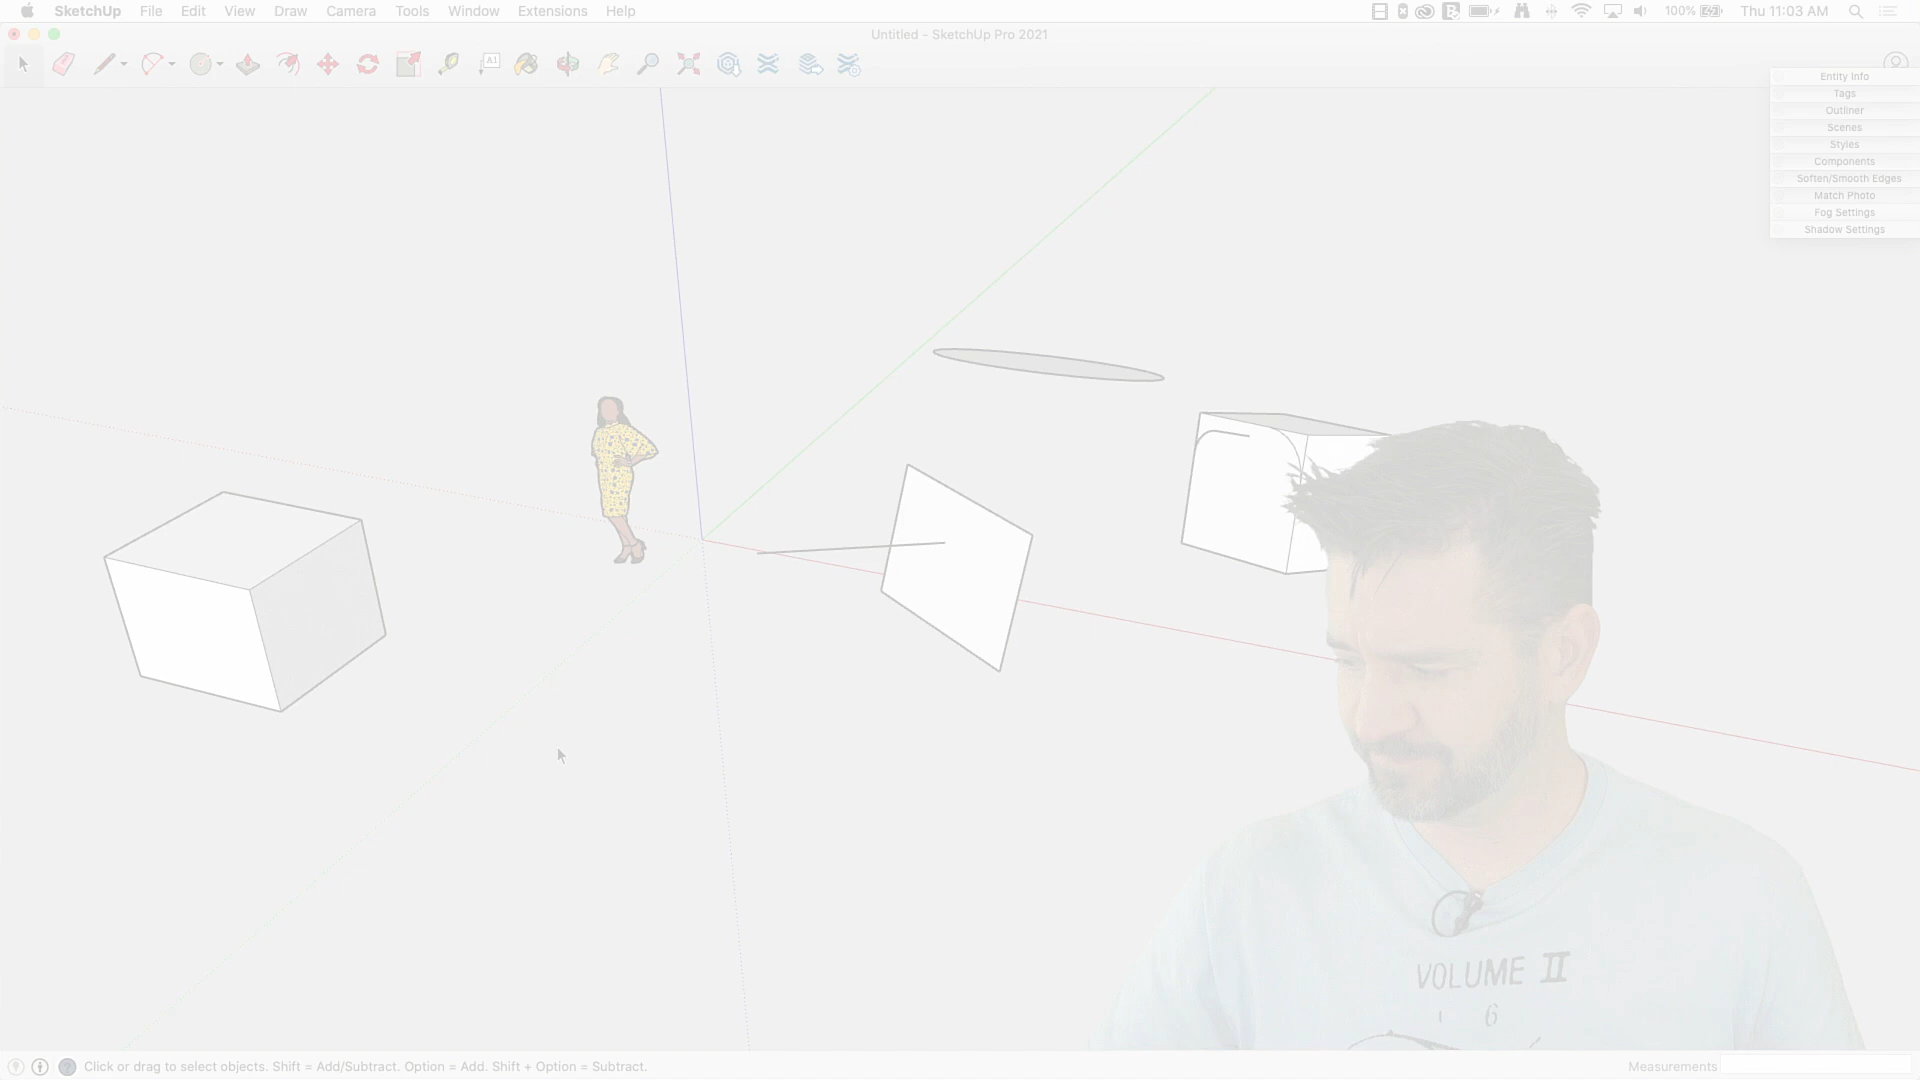 SketchUp File Edit View Draw Camera Tools Window Extensions Help 100% Thu 11:03 AM
Untitled - SketchUp Pro 2021
A1
Entity Info
Tags
Outliner
Scenes
Styles
Components
Soften/Smooth Edges
Match Photo
Fog Settings
Shadow Settings
VOLUME II
6
Click or drag to select objects. Shift = Add/Subtract. Option = Add. Shift + Option = Subtract. Measurements